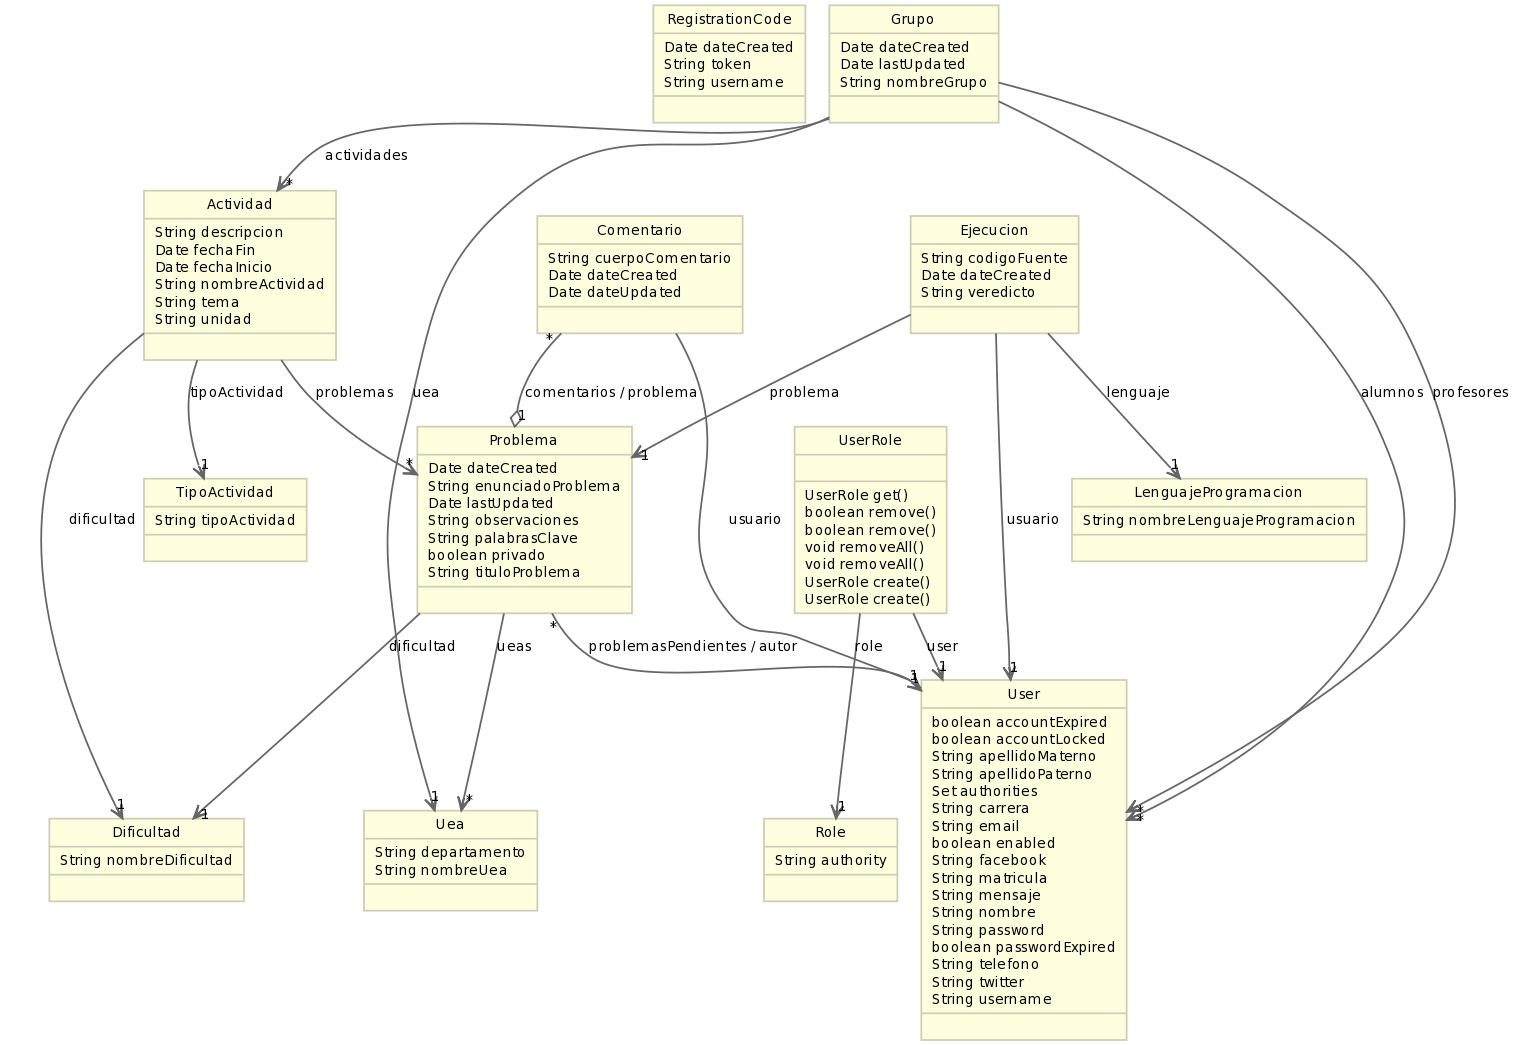 RegistrationCode
Date dateCreated
String token
String username
Grupo
Date dateCreated
Date lastUpdated
String nombreGrupo
actividades
*
Actividad
String descripcion
Date fechaFin
Date fechaInicio
String nombreActividad
String tema
String unidad
Comentario
String cuerpoComentario
Date dateCreated
Date dateUpdated
*
Ejecucion
String codigoFuente
Date dateCreated
String veredicto
tipoActividad
problemas
uea
comentarios / problema
problema
lenguaje
alumnos
profesores
1
*
1
1
1
TipoActividad
String tipoActividad
Problema
Date dateCreated
String enunciadoProblema
Date lastUpdated
String observaciones
String palabrasClave
boolean privado
String tituloProblema
UserRole
UserRole get()
boolean remove()
boolean remove()
void removeAll()
void removeAll()
UserRole create()
UserRole create()
LenguajeProgramacion
String nombreLenguajeProgramacion
dificultad
usuario
usuario
*
dificultad
ueas
problemasPendientes / autor
role
user
1
1
1
1
1
1
1
*
1
*
*
Dificultad
String nombreDificultad
Uea
String departamento
String nombreUea
Role
String authority
User
boolean accountExpired
boolean accountLocked
String apellidoMaterno
String apellidoPaterno
Set authorities
String carrera
String email
boolean enabled
String facebook
String matricula
String mensaje
String nombre
String password
boolean passwordExpired
String telefono
String twitter
String username